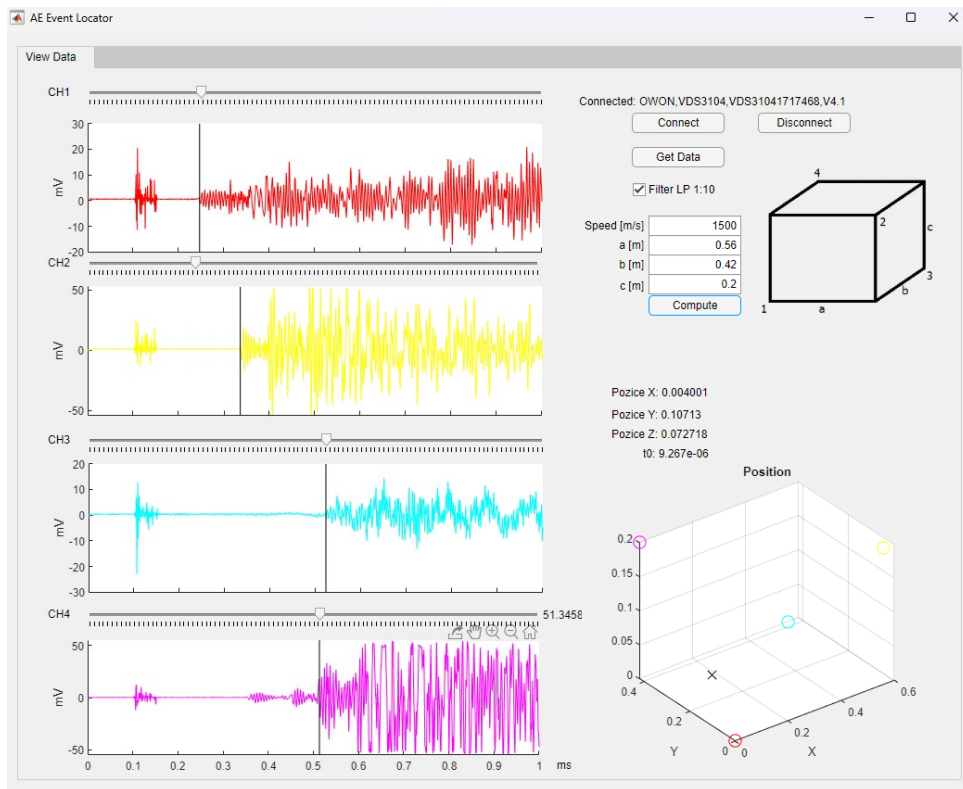 AE Event Locator
View Data
CH1
30
20
10
0
-10
-20
mV
CH2
50
0
-50
mV
CH3
20
10
0
-10
-20
-30
mV
CH4
51.3458
50
0
-50
mV
0 0.1 0.2 0.3 0.4 0.5 0.6 0.7 0.8 0.9 1 ms
Connected: OWON,VDS3104,VDS31041717468,V4.1
Connect Disconnect
Get Data
Filter LP 1:10
Speed [m/s] 1500
a [m] 0.56
b [m] 0.42
c [m] 0.2
Compute
4
2
c
3
b
1 a
Pozice X: 0.004001
Pozice Y: 0.10713
Pozice Z: 0.072718
t0: 9.267e-06
Position
0.2
0.15
0.1
0.05
0
0.4
0.2
0
Y
0
0.2
0.4
0.6
X